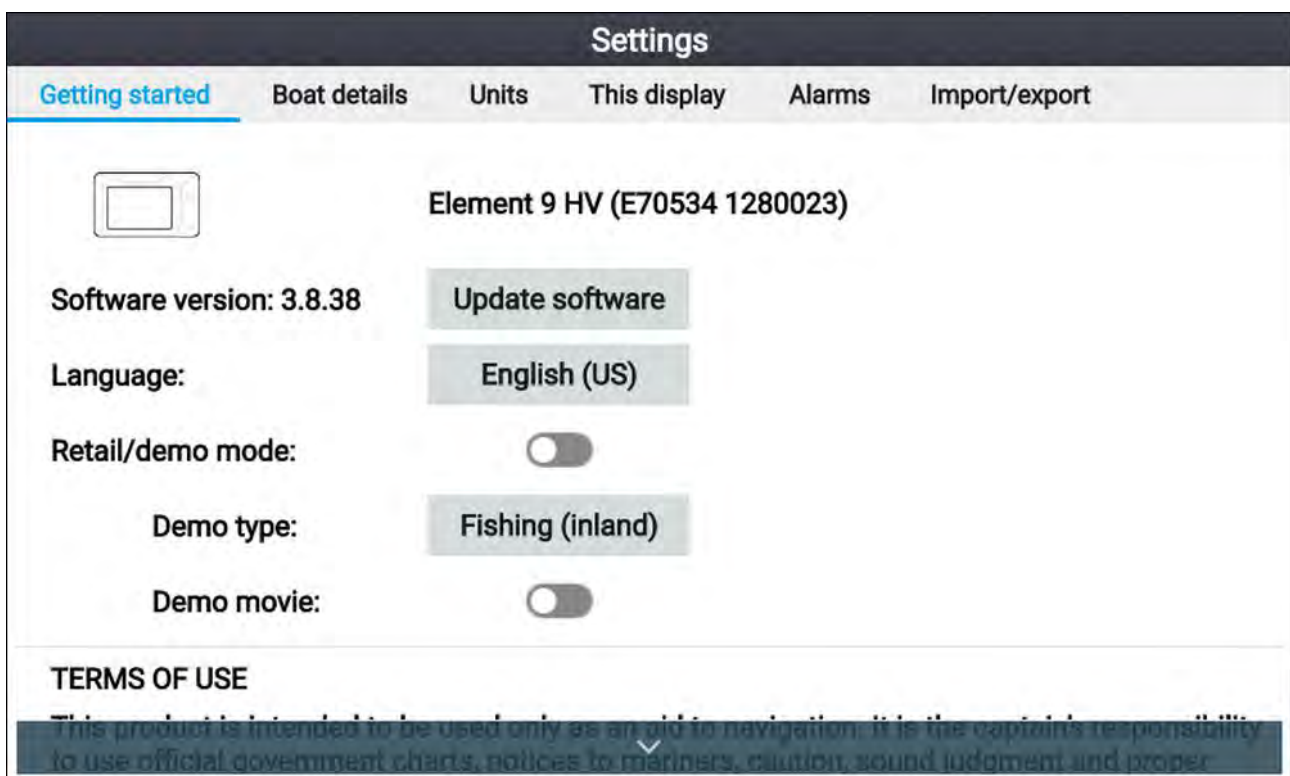 Settings
Getting started Boat details Units This display Alarms Import/export
Element 9 HV (E70534 1280023)
Software version: 3.8.38 Update software
Language: English (US)
Retail/demo mode:
Demo type: Fishing (inland)
Demo movie:
TERMS OF USE
This product is intended to be used only as an aid to navigation. It is the captain's responsibility
to use official government charts, notices to mariners, caution, sound judgment and proper